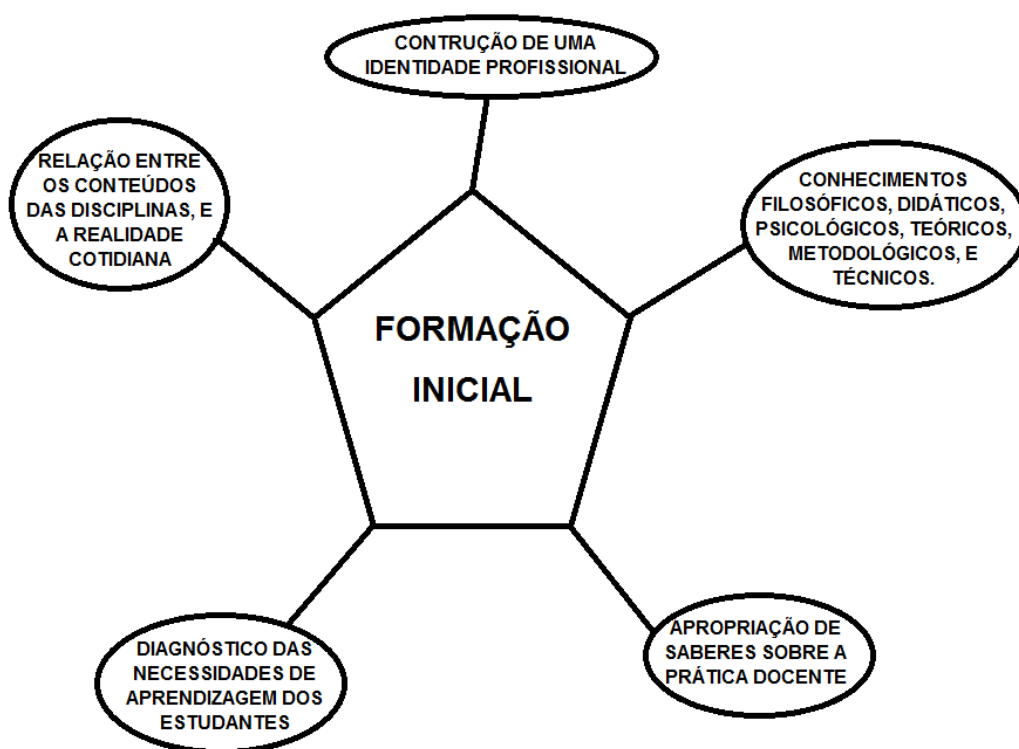 CONTRUÇÃO DE UMA
IDENTIDADE PROFISSIONAL
RELAÇÃO ENTRE
OS CONTEÚDOS
DAS DISCIPLINAS, E
A REALIDADE
COTIDIANA
CONHECIMENTOS
FILOSÓFICOS, DIDÁTICOS,
PSICOLÓGICOS, TEÓRICOS,
METODOLÓGICOS, E
TÉCNICOS.
FORMAÇÃO
INICIAL
DIAGNÓSTICO DAS
NECESSIDADES DE
APRENDIZAGEM DOS
ESTUDANTES
APROPRIAÇÃO DE
SABERES SOBRE A
PRÁTICA DOCENTE